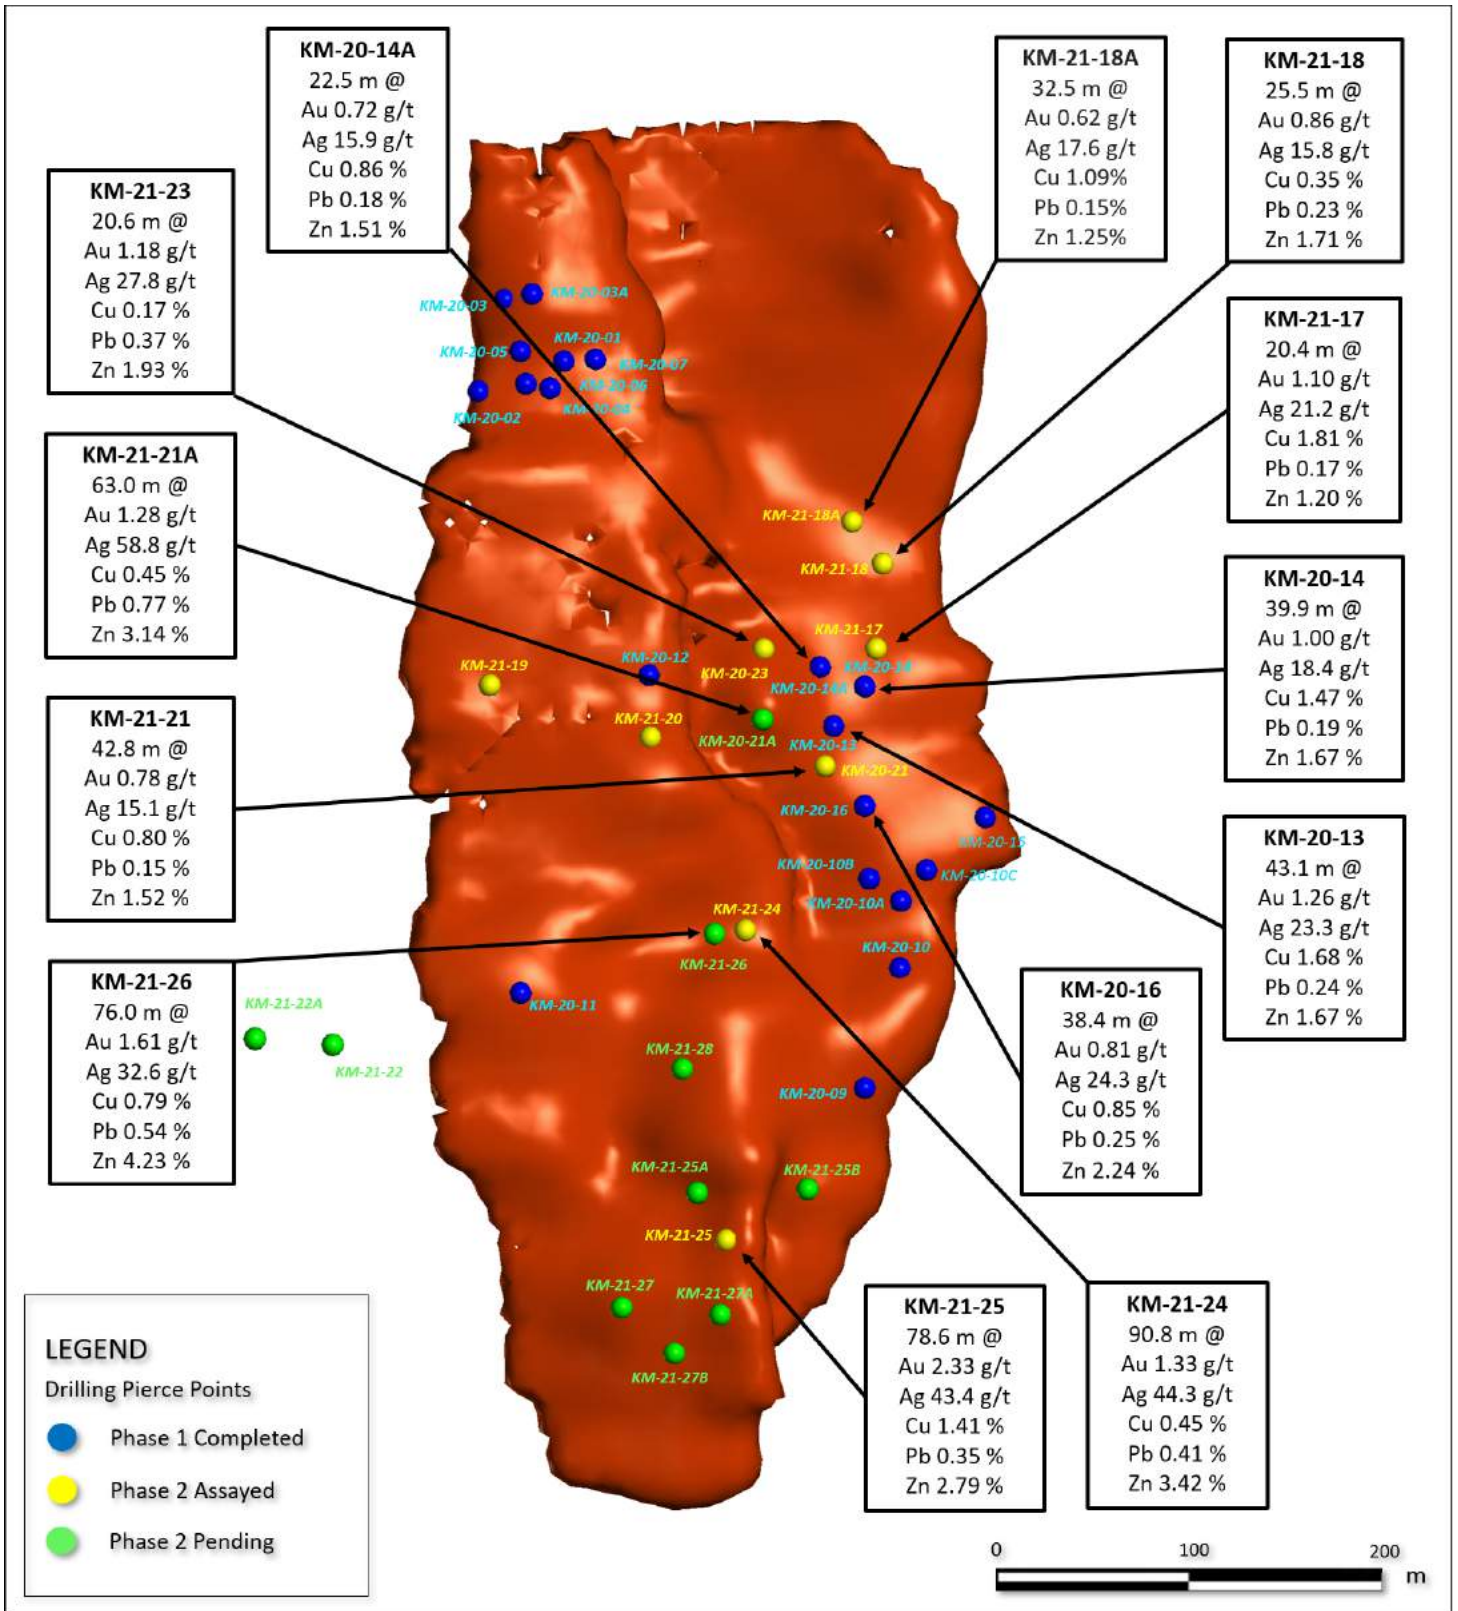 KM-20-14A
22.5 m @
Au 0.72 g/t
Ag 15.9 g/t
Cu 0.86 %
Pb 0.18 %
Zn 1.51 %
KM-21-18A
32.5 m @
Au 0.62 g/t
Ag 17.6 g/t
Cu 1.09%
Pb 0.15%
Zn 1.25%
KM-21-18
25.5 m @
Au 0.86 g/t
Ag 15.8 g/t
Cu 0.35 %
Pb 0.23 %
Zn 1.71 %
KM-21-23
20.6 m @
Au 1.18 g/t
Ag 27.8 g/t
Cu 0.17 %
Pb 0.37 %
Zn 1.93 %
KM-21-17
20.4 m @
Au 1.10 g/t
Ag 21.2 g/t
Cu 1.81 %
Pb 0.17 %
Zn 1.20 %
KM-21-21A
63.0 m @
Au 1.28 g/t
Ag 58.8 g/t
Cu 0.45 %
Pb 0.77 %
Zn 3.14 %
KM-20-14
39.9 m @
Au 1.00 g/t
Ag 18.4 g/t
Cu 1.47 %
Pb 0.19 %
Zn 1.67 %
KM-21-21
42.8 m @
Au 0.78 g/t
Ag 15.1 g/t
Cu 0.80 %
Pb 0.15 %
Zn 1.52 %
KM-20-13
43.1 m @
Au 1.26 g/t
Ag 23.3 g/t
Cu 1.68 %
Pb 0.24 %
Zn 1.67 %
KM-21-26
76.0 m @
Au 1.61 g/t
Ag 32.6 g/t
Cu 0.79 %
Pb 0.54 %
Zn 4.23 %
KM-20-16
38.4 m @
Au 0.81 g/t
Ag 24.3 g/t
Cu 0.85 %
Pb 0.25 %
Zn 2.24 %
KM-21-25
78.6 m @
Au 2.33 g/t
Ag 43.4 g/t
Cu 1.41 %
Pb 0.35 %
Zn 2.79 %
KM-21-24
90.8 m @
Au 1.33 g/t
Ag 44.3 g/t
Cu 0.45 %
Pb 0.41 %
Zn 3.42 %
KM-20-03A
KM-20-03
KM-20-01
KM-20-05
KM-20-07
KM-20-06
KM-20-02
KM-21-18A
KM-21-18
KM-21-17
KM-20-12
KM-21-19
KM-20-23
KM-20-14
KM-20-14A
KM-21-20
KM-20-21A
KM-20-13
KM-20-21
KM-20-16
KM-20-15
KM-20-10B
KM-20-10C
KM-20-10A
KM-21-24
KM-20-10
KM-21-26
KM-20-11
KM-21-22A
KM-21-22
KM-21-28
KM-20-09
KM-21-25A
KM-21-25B
KM-21-25
KM-21-27
KM-21-27A
KM-21-27B
LEGEND
Drilling Pierce Points
Phase 1 Completed
Phase 2 Assayed
Phase 2 Pending
0 100 200
m